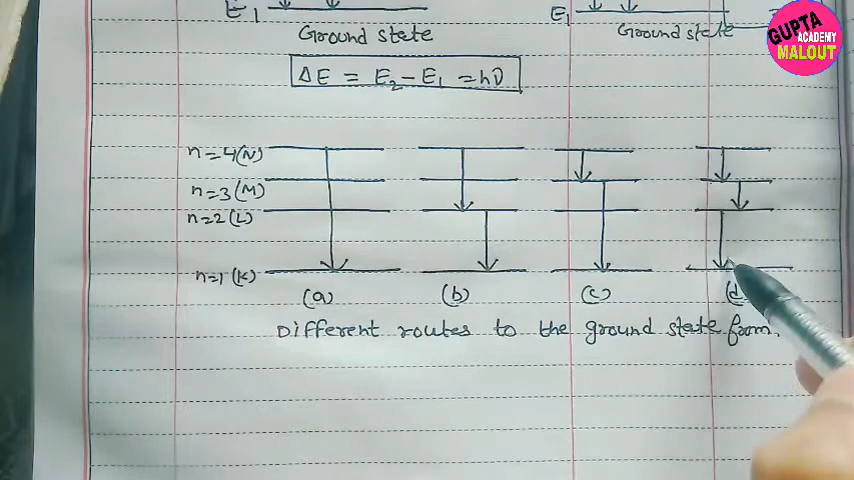 E1
Ground state
E1
Ground state
GUPTA
ACADEMY
MALOUT
ΔE = E2-E1 = hν
n=4(N)
n=3(M)
n=2(L)
n=1(K)
(a) (b) (c) (d
Different routes to the ground state from.